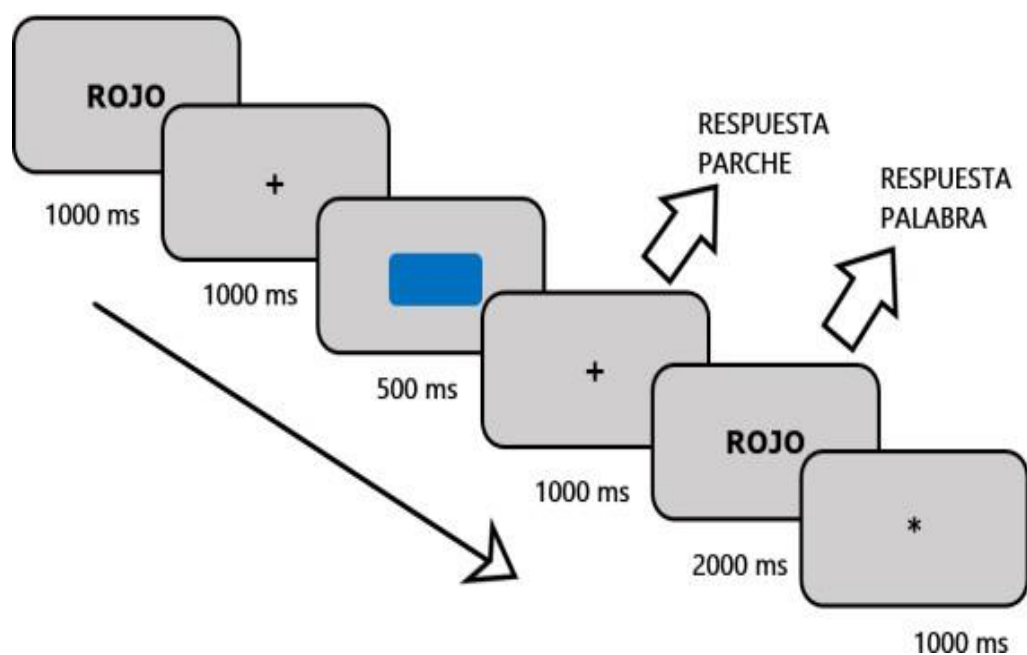 ROJO
1000 ms
+
1000 ms
500 ms
+
1000 ms
RESPUESTA
PARCHE
ROJO
2000 ms
RESPUESTA
PALABRA
*
1000 ms